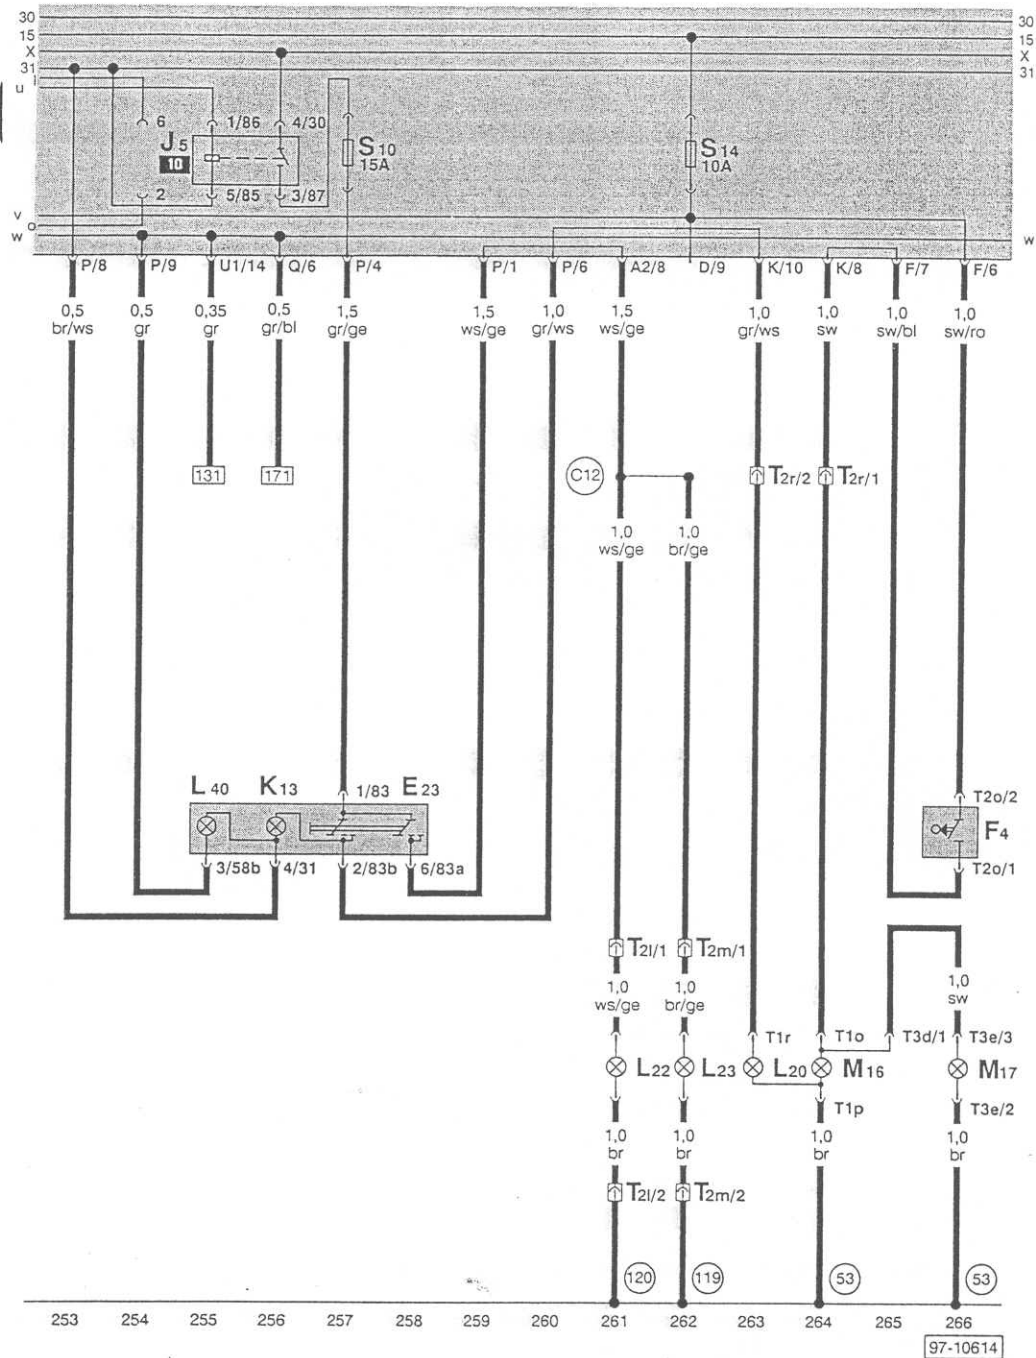 30 30
15 15
X X
31 31
u
6 1/86 4/30
J5 S10 S14
10 15A 10A
2 5/85 3/87
v
o
w w
P/8 P/9 U1/14 Q/6 P/4 P/1 P/6 A2/8 D/9 K/10 K/8 F/7 F/6
0,5 0,5 0,35 0,5 1,5 1,5 1,0 1,5 1,0 1,0 1,0 1,0
br/ws gr gr gr/bl gr/ge ws/ge gr/ws ws/ge gr/ws sw sw/bl sw/ro
131 171 C12 T2r/2 T2r/1
1,0 1,0
ws/ge br/ge
L40 K13 1/83 E23 T2o/2
F4
3/58b 4/31 2/83b 6/83a T2o/1
T2l/1 T2m/1
1,0 1,0 1,0
ws/ge br/ge sw
T1r T1o T3d/1 T3e/3
L22 L23 L20 M16 M17
T1p T3e/2
1,0 1,0 1,0 1,0
br br br br
T2l/2 T2m/2
120 119 53 53
253 254 255 256 257 258 259 260 261 262 263 264 265 266
97-10614